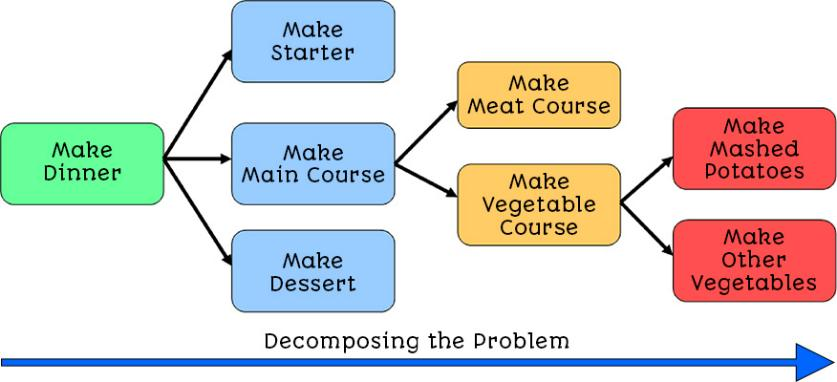 Make
Dinner
Make
Starter
Make
Main Course
Make
Dessert
Make
Meat Course
Make
Vegetable
Course
Make
Mashed
Potatoes
Make
Other
Vegetables
Decomposing the Problem